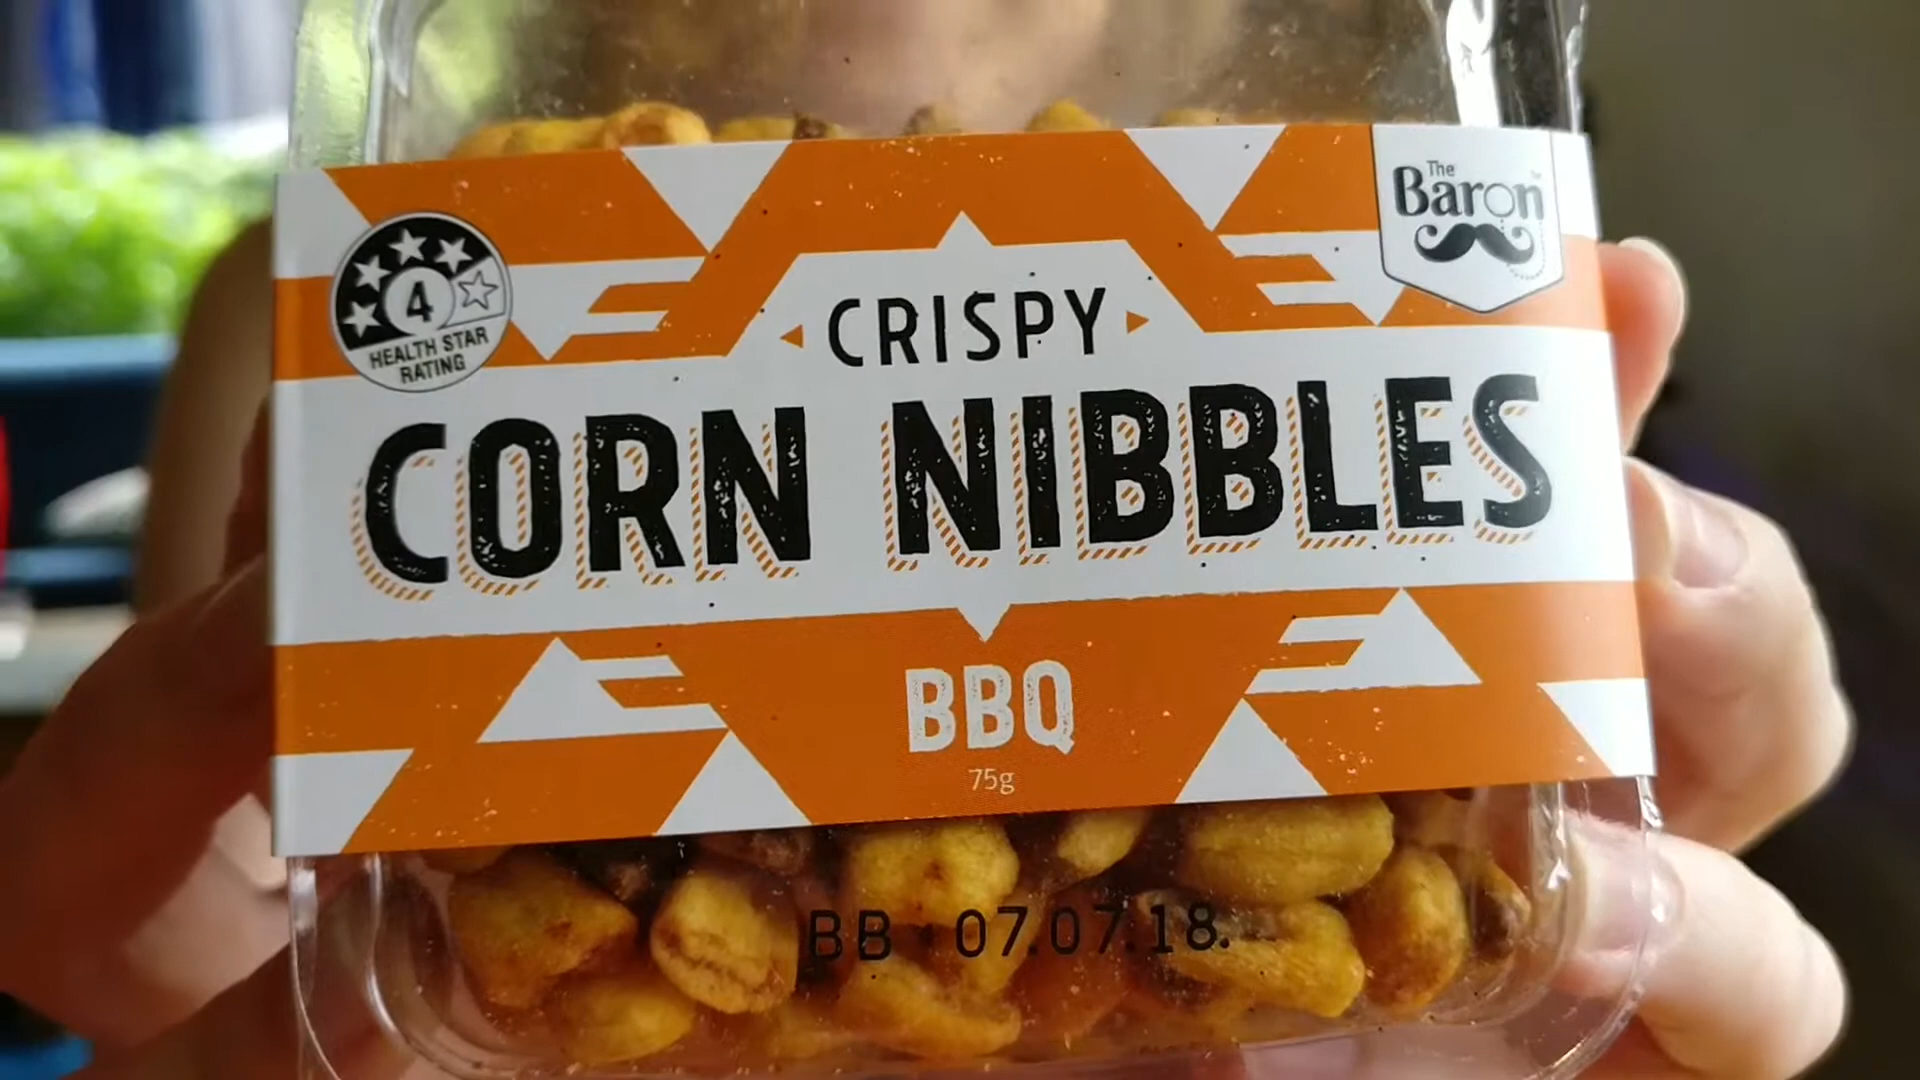 The
Baron
4
HEALTH STAR
RATING
CRISPY
CORN NIBBLES
BBQ
75g
BB 07.07.18.